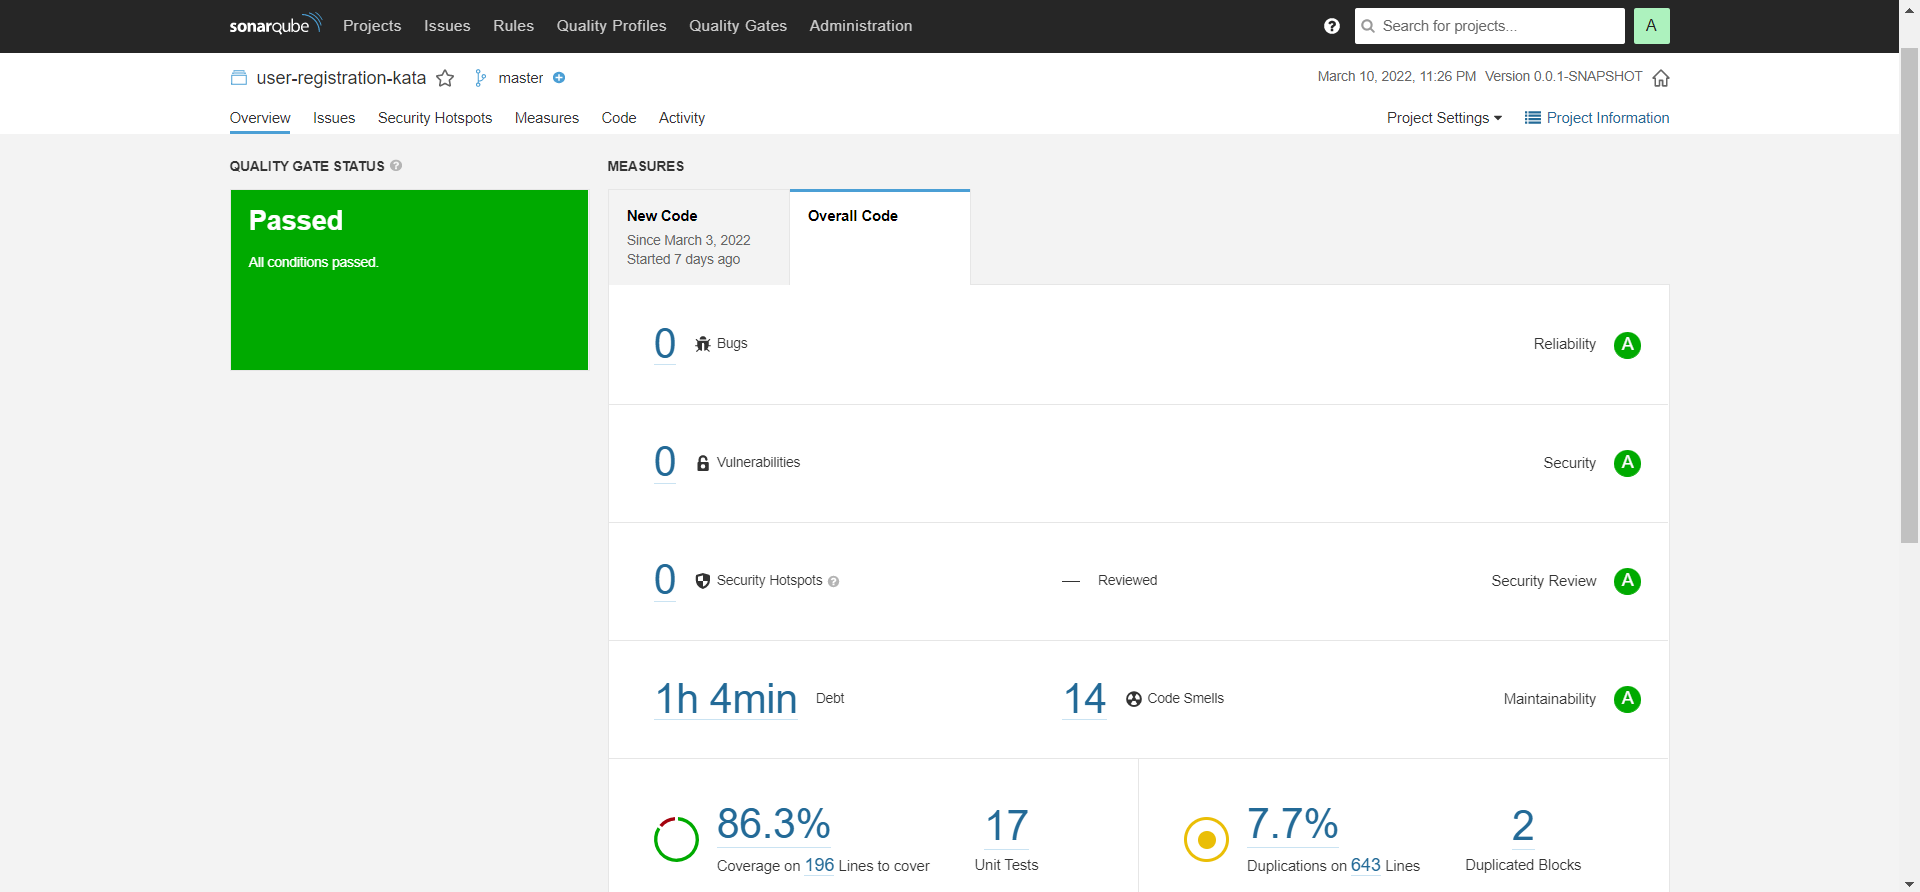 sonarqube Projects Issues Rules Quality Profiles Quality Gates Administration Search for projects... A
user-registration-kata master March 10, 2022, 11:26 PM Version 0.0.1-SNAPSHOT
Overview Issues Security Hotspots Measures Code Activity Project Settings Project Information
QUALITY GATE STATUS
Passed
All conditions passed.
MEASURES
New Code
Since March 3, 2022
Started 7 days ago
Overall Code
0 Bugs Reliability A
0 Vulnerabilities Security A
0 Security Hotspots — Reviewed Security Review A
1h 4min Debt 14 Code Smells Maintainability A
86.3% 17 7.7% 2
Coverage on 196 Lines to cover Unit Tests Duplications on 643 Lines Duplicated Blocks